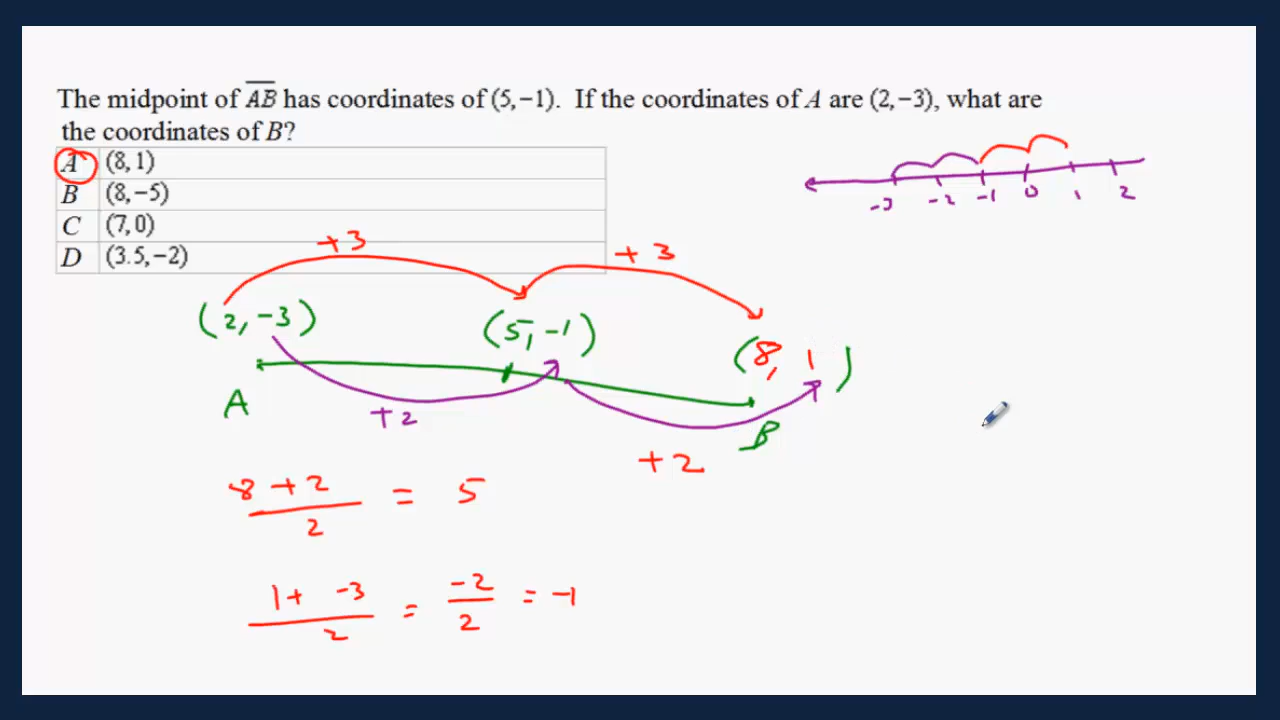 The midpoint of AB has coordinates of (5,−1). If the coordinates of A are (2,−3), what are
the coordinates of B?
A (8, 1)
B (8,−5)
C (7, 0)
D (3.5,−2)
-3 -2 -1 0 1 2
+3 +3
(2, -3) (5, -1) (8, 1)
A +2 B
+2
8 + 2 / 2 = 5
1 + -3 / 2 = -2 / 2 = -1